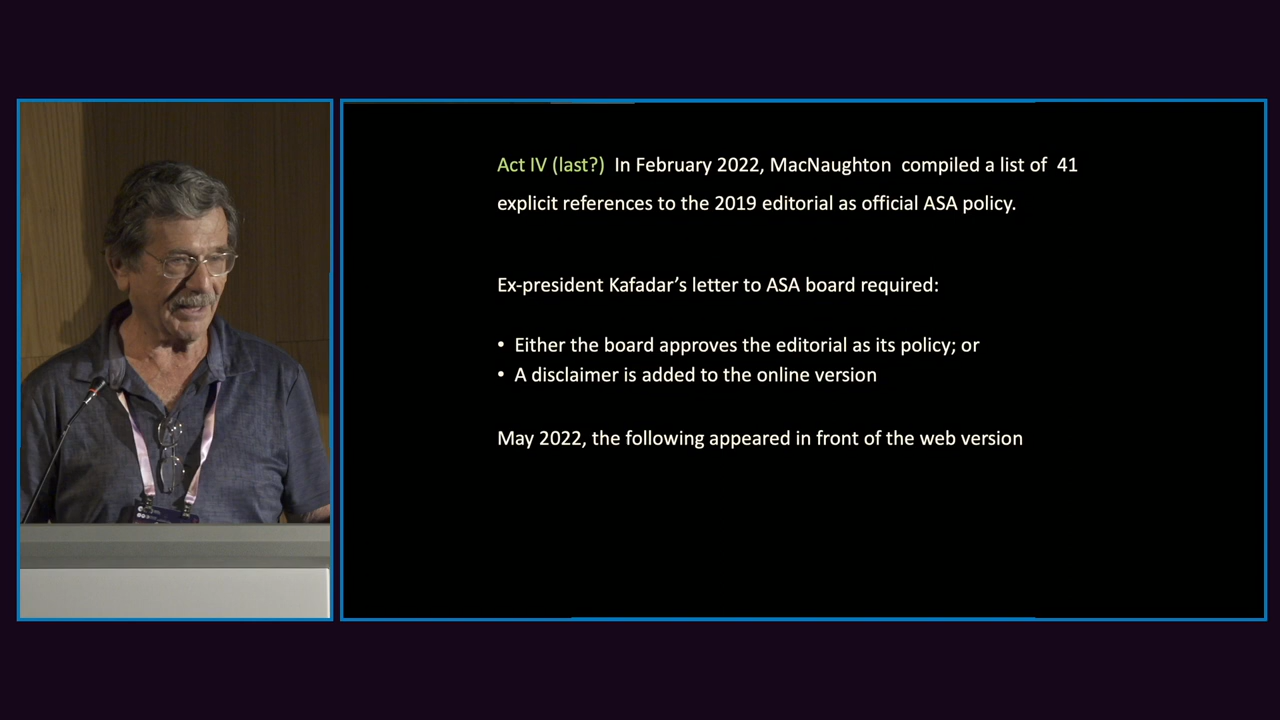 Act IV (last?) In February 2022, MacNaughton compiled a list of 41
explicit references to the 2019 editorial as official ASA policy.
Ex-president Kafadar’s letter to ASA board required:
• Either the board approves the editorial as its policy; or
• A disclaimer is added to the online version
May 2022, the following appeared in front of the web version